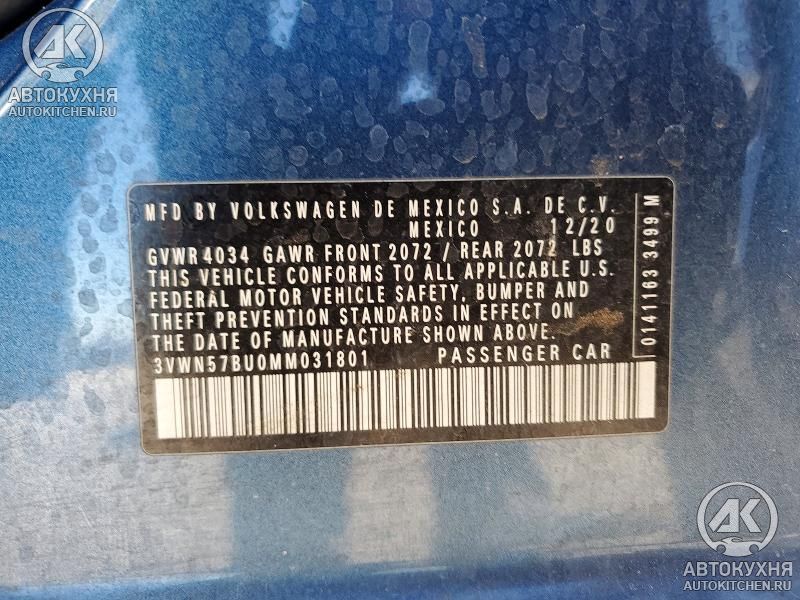 AK
АВТОКУХНЯ
AUTOKITCHEN.RU
MFD BY VOLKSWAGEN DE MEXICO S.A. DE C.V.
MEXICO 12/20
GVWR4034 GAWR FRONT 2072 / REAR 2072 LBS
THIS VEHICLE CONFORMS TO ALL APPLICABLE U.S.
FEDERAL MOTOR VEHICLE SAFETY, BUMPER AND
THEFT PREVENTION STANDARDS IN EFFECT ON
THE DATE OF MANUFACTURE SHOWN ABOVE.
3VWN57BU0MM031801 PASSENGER CAR
0141163 3499 M
AK
АВТОКУХНЯ
AUTOKITCHEN.RU